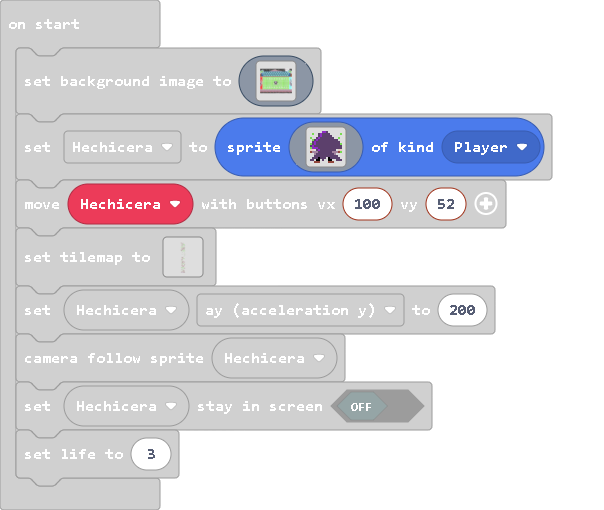 on start
set background image to
set Hechicera to sprite of kind Player
move Hechicera with buttons vx 100 vy 52
set tilemap to
set Hechicera ay (acceleration y) to 200
camera follow sprite Hechicera
set Hechicera stay in screen OFF
set life to 3